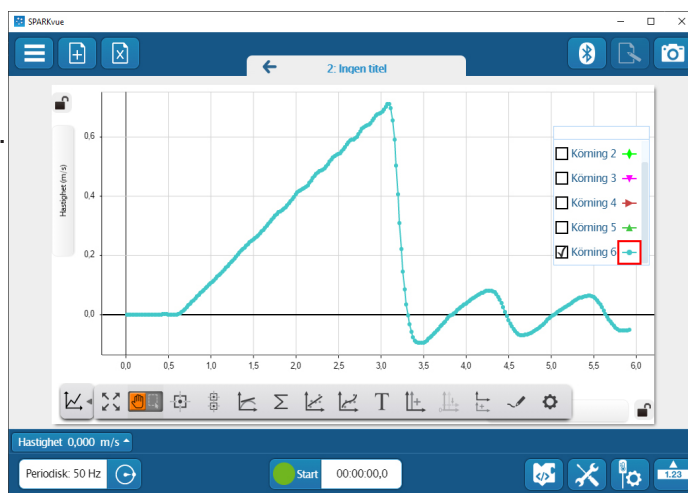 SPARKvue
2: Ingen titel
Hastighet (m/s)
0,6
0,4
0,2
0,0
0,0 0,5 1,0 1,5 2,0 2,5 3,0 3,5 4,0 4,5 5,0 5,5 6,0
Körning 2
Körning 3
Körning 4
Körning 5
Körning 6
Σ T
Hastighet 0,000 m/s
Periodisk: 50 Hz
Start
00:00:00,0
1.23